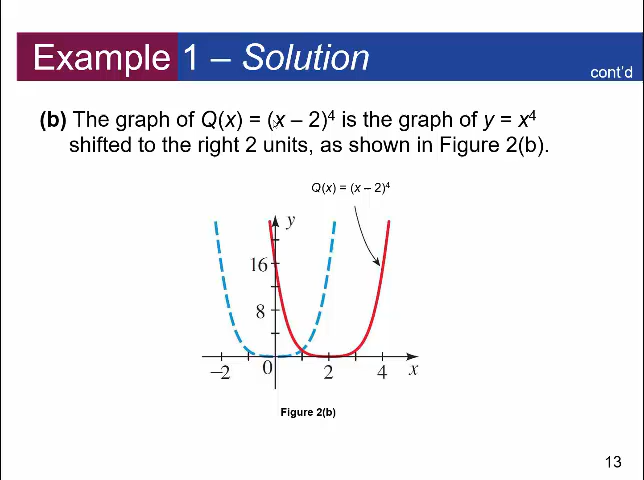 Example 1 – Solution
cont'd
(b) The graph of Q(x) = (x – 2)⁴ is the graph of y = x⁴
shifted to the right 2 units, as shown in Figure 2(b).
Q(x) = (x – 2)⁴
y
16
8
−2 0 2 4 x
Figure 2(b)
13